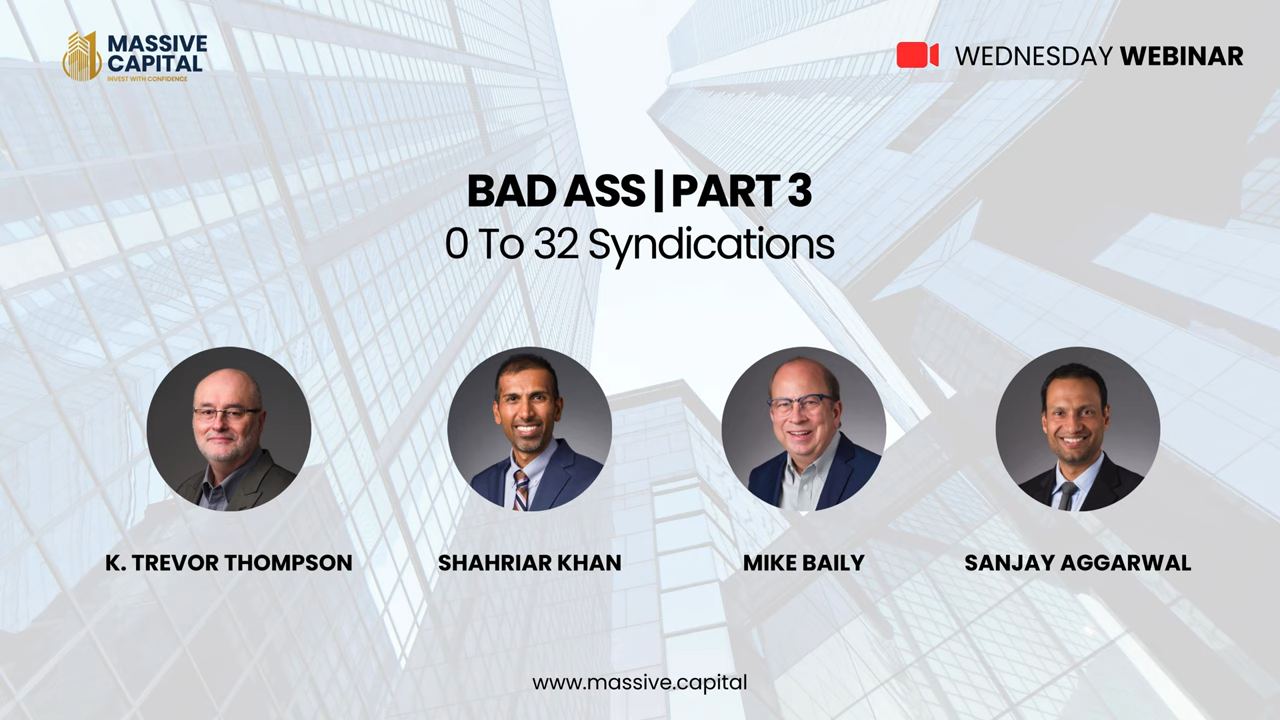 MASSIVE
CAPITAL
INVEST WITH CONFIDENCE
WEDNESDAY WEBINAR
BAD ASS | PART 3
0 To 32 Syndications
K. TREVOR THOMPSON
SHAHRIAR KHAN
MIKE BAILY
SANJAY AGGARWAL
www.massive.capital